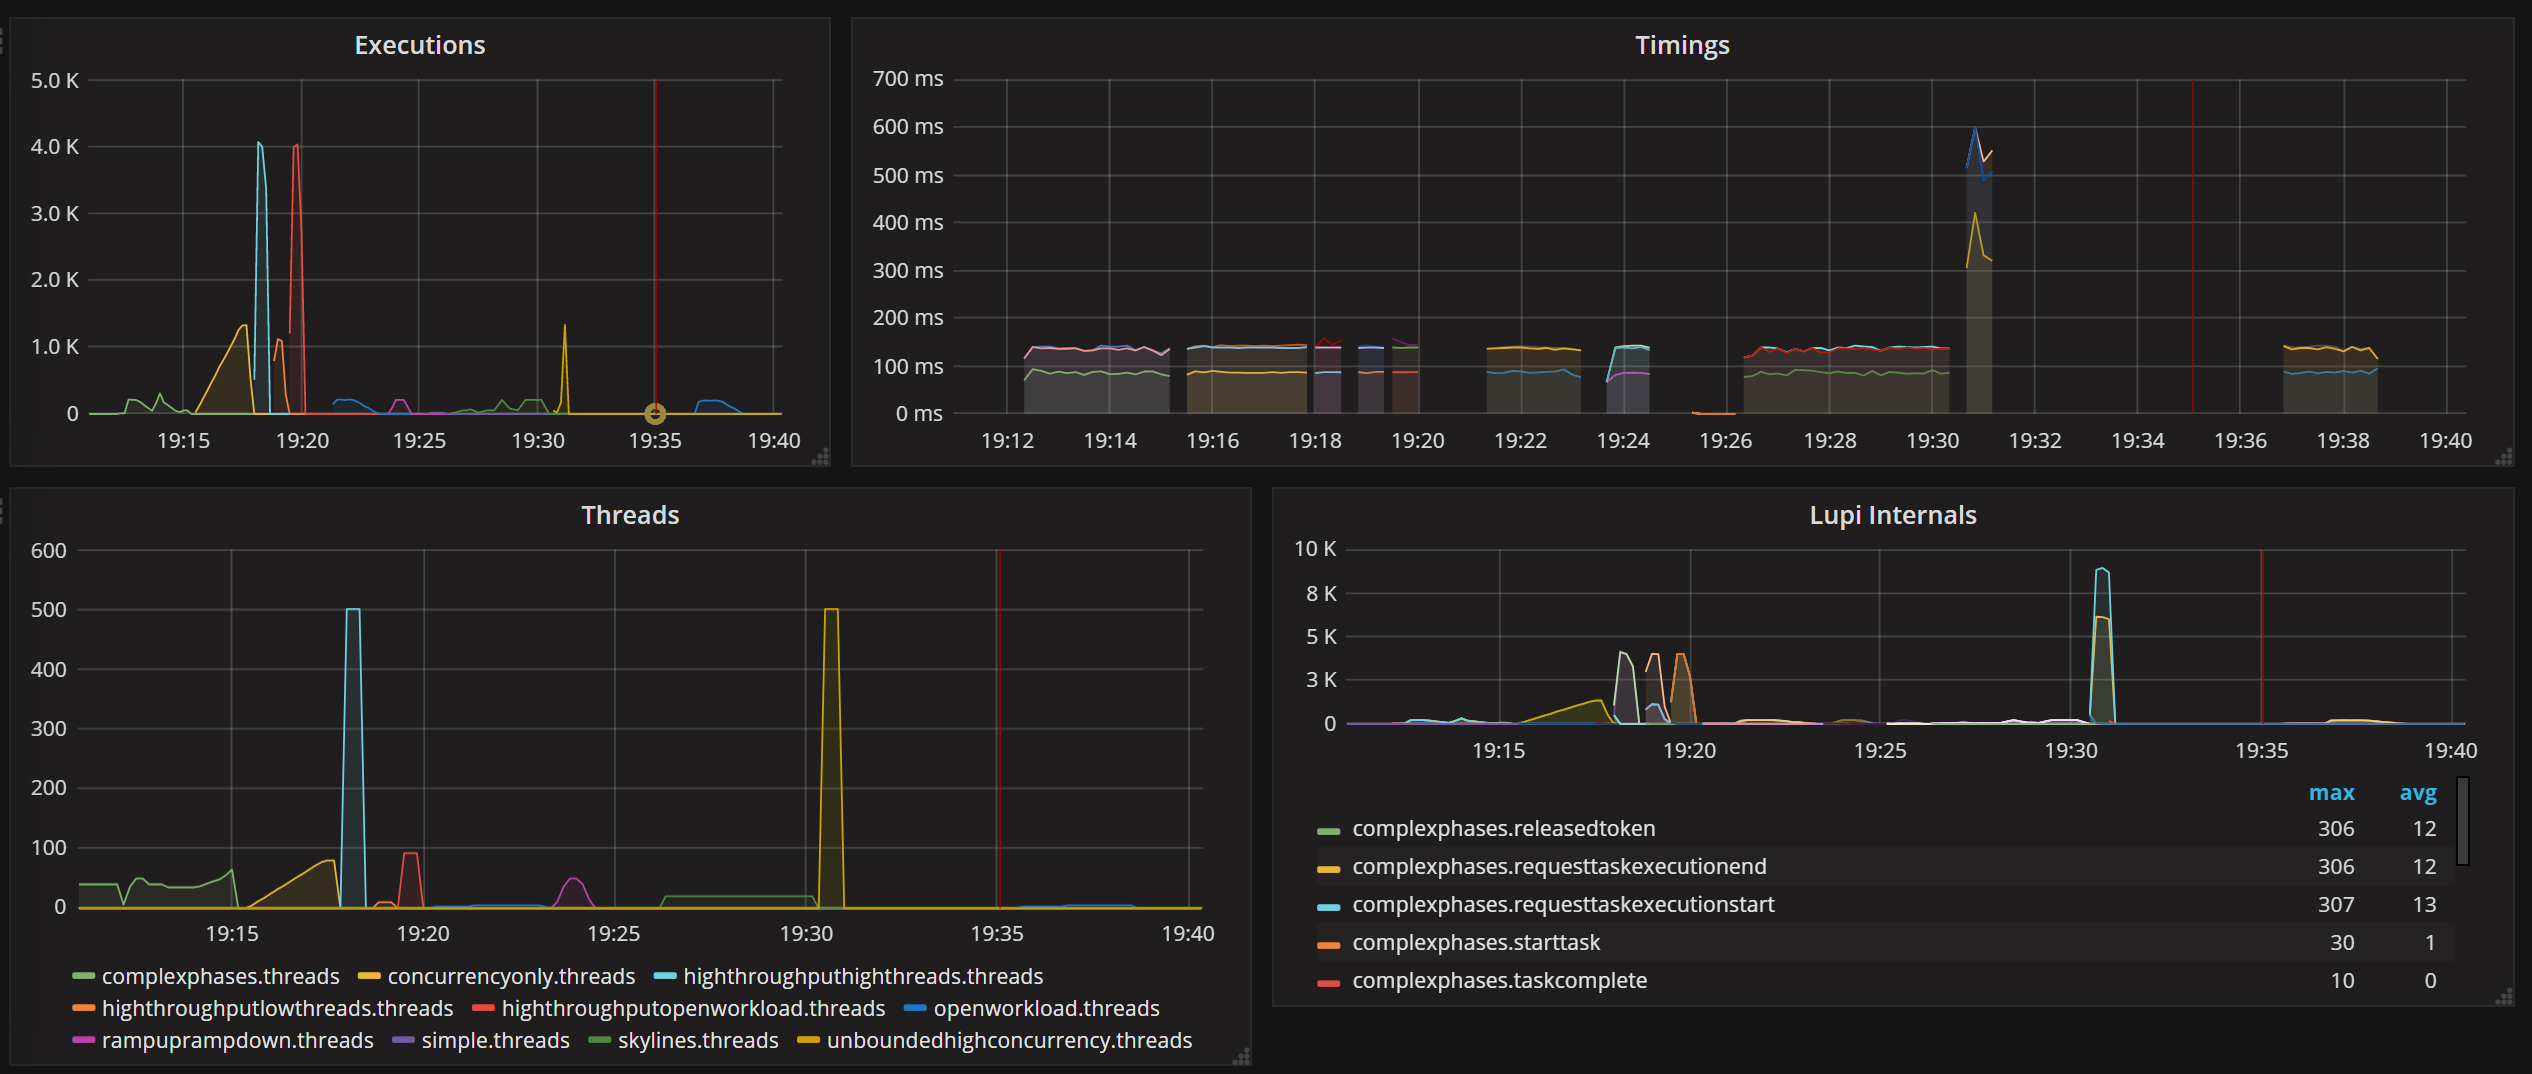 Executions
5.0 K
4.0 K
3.0 K
2.0 K
1.0 K
0
19:15 19:20 19:25 19:30 19:35 19:40
Timings
700 ms
600 ms
500 ms
400 ms
300 ms
200 ms
100 ms
0 ms
19:12 19:14 19:16 19:18 19:20 19:22 19:24 19:26 19:28 19:30 19:32 19:34 19:36 19:38 19:40
Threads
600
500
400
300
200
100
0
19:15 19:20 19:25 19:30 19:35 19:40
complexphases.threads concurrencyonly.threads highthroughputhighthreads.threads
highthroughputlowthreads.threads highthroughputopenworkload.threads openworkload.threads
rampuprampdown.threads simple.threads skylines.threads unboundedhighconcurrency.threads
Lupi Internals
10 K
8 K
5 K
3 K
0
19:15 19:20 19:25 19:30 19:35 19:40
max avg
complexphases.releasedtoken 306 12
complexphases.requesttaskexecutionend 306 12
complexphases.requesttaskexecutionstart 307 13
complexphases.starttask 30 1
complexphases.taskcomplete 10 0